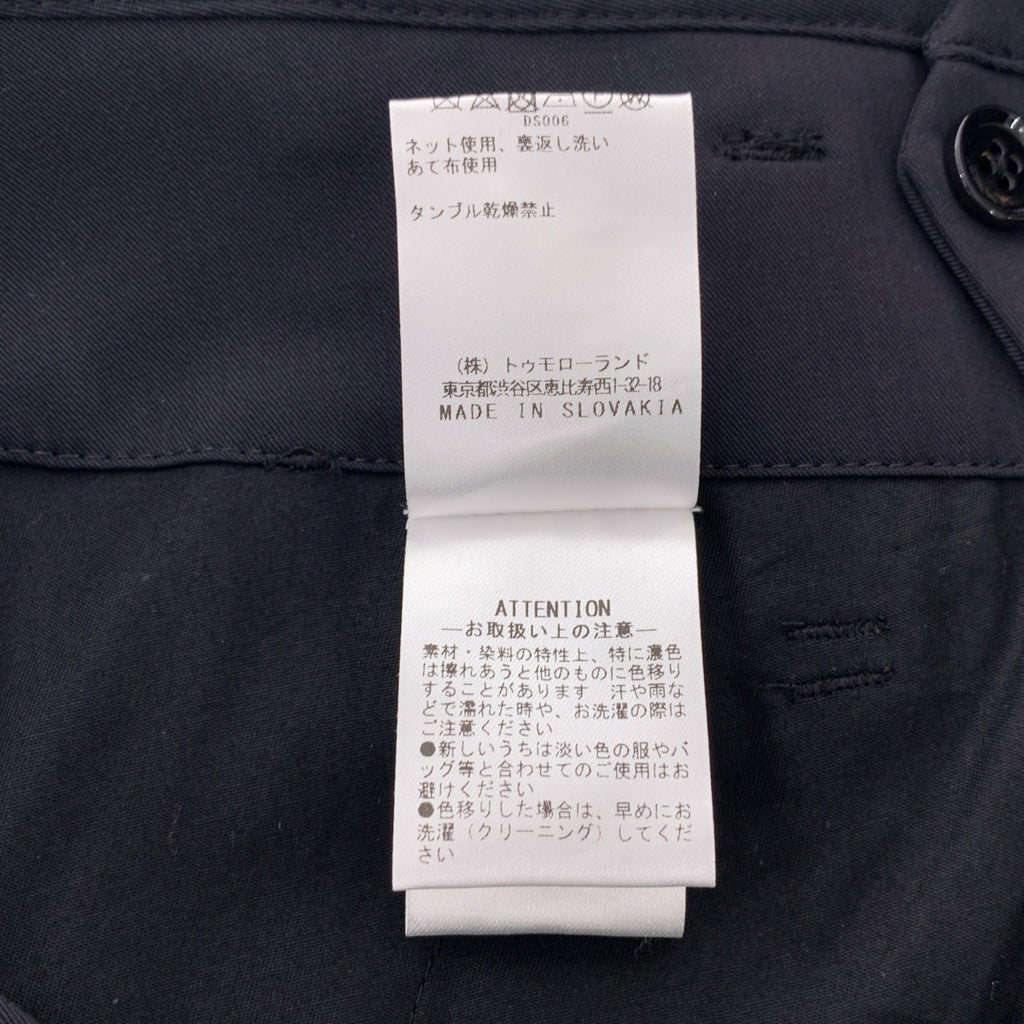 DS006
ネット使用、裏返し洗い
あて布使用
タンブル乾燥禁止
(株) トゥモローランド
東京都渋谷区恵比寿西1-32-18
MADE IN SLOVAKIA
ATTENTION
―お取扱い上の注意―
素材・染料の特性上、特に濃色
は擦れあうと他のものに色移り
することがあります 汗や雨な
どで濡れた時や、お洗濯の際は
ご注意ください
●新しいうちは淡い色の服やバ
ッグ等と合わせてのご使用はお
避けください
●色移りした場合は、早めにお
洗濯(クリーニング)してくだ
さい